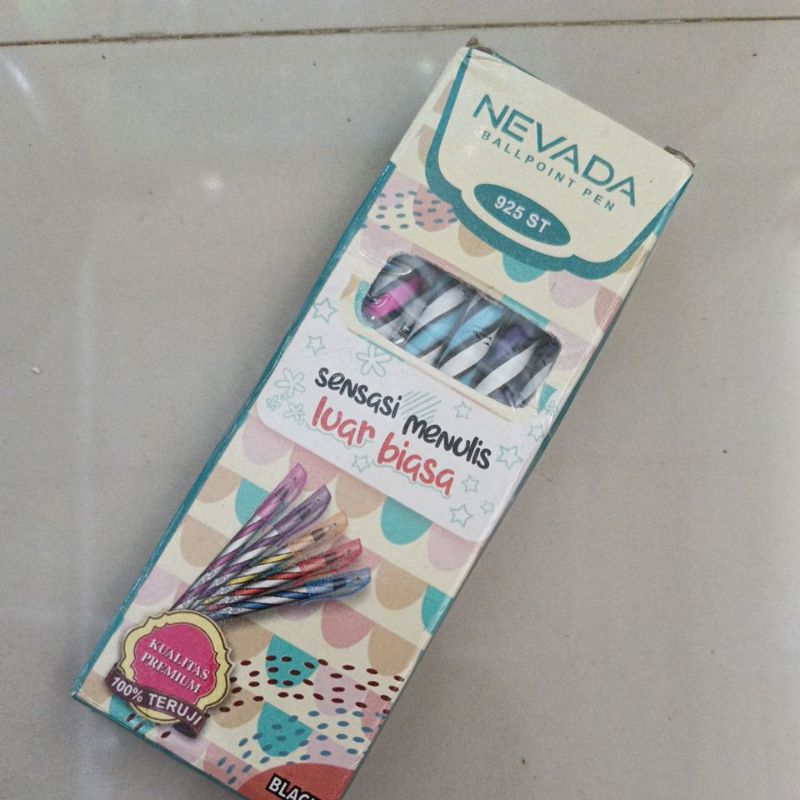 NEVADA
BALLPOINT PEN
925 ST
sensasi menulis
luar biasa
KUALITAS
PREMIUM
100% TERUJI